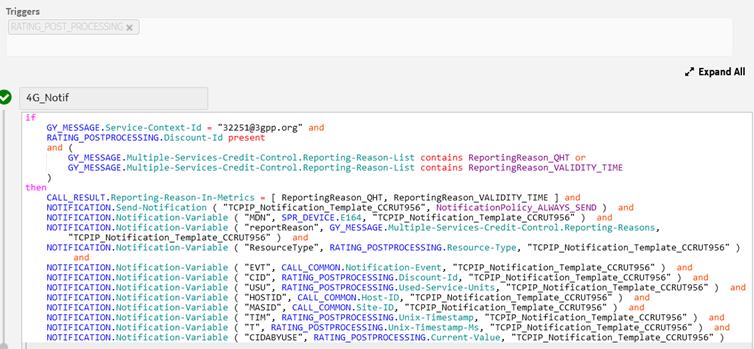 Triggers
RATING_POST_PROCESSING ✖
Expand All
4G_Notif
if
GY_MESSAGE.Service-Context-Id = "32251@3gpp.org" and
RATING_POSTPROCESSING.Discount-Id present
and (
GY_MESSAGE.Multiple-Services-Credit-Control.Reporting-Reason-List contains ReportingReason_QHT or
GY_MESSAGE.Multiple-Services-Credit-Control.Reporting-Reason-List contains ReportingReason_VALIDITY_TIME
)
then
CALL_RESULT.Reporting-Reason-In-Metrics = [ ReportingReason_QHT, ReportingReason_VALIDITY_TIME ] and
NOTIFICATION.Send-Notification ( "TCPIP_Notification_Template_CCRUT956", NotificationPolicy_ALWAYS_SEND )  and
NOTIFICATION.Notification-Variable ( "MDN", SPR_DEVICE.E164, "TCPIP_Notification_Template_CCRUT956" )  and
NOTIFICATION.Notification-Variable ( "reportReason", GY_MESSAGE.Multiple-Services-Credit-Control.Reporting-Reasons,
"TCPIP_Notification_Template_CCRUT956" )  and
NOTIFICATION.Notification-Variable ( "ResourceType", RATING_POSTPROCESSING.Resource-Type, "TCPIP_Notification_Template_CCRUT956" )
and
NOTIFICATION.Notification-Variable ( "EVT", CALL_COMMON.Notification-Event, "TCPIP_Notification_Template_CCRUT956" )  and
NOTIFICATION.Notification-Variable ( "CID", RATING_POSTPROCESSING.Discount-Id, "TCPIP_Notification_Template_CCRUT956" )  and
NOTIFICATION.Notification-Variable ( "USU", RATING_POSTPROCESSING.Used-Service-Units, "TCPIP_Notification_Template_CCRUT956" )  and
NOTIFICATION.Notification-Variable ( "HOSTID", CALL_COMMON.Host-ID, "TCPIP_Notification_Template_CCRUT956" )  and
NOTIFICATION.Notification-Variable ( "MASID", CALL_COMMON.Site-ID, "TCPIP_Notification_Template_CCRUT956" )  and
NOTIFICATION.Notification-Variable ( "TIM", RATING_POSTPROCESSING.Unix-Timestamp, "TCPIP_Notification_Template_CCRUT956" )  and
NOTIFICATION.Notification-Variable ( "T", RATING_POSTPROCESSING.Unix-Timestamp-Ms, "TCPIP_Notification_Template_CCRUT956" )  and
NOTIFICATION.Notification-Variable ( "CIDABYUSE", RATING_POSTPROCESSING.Current-Value, "TCPIP_Notification_Template_CCRUT956" )